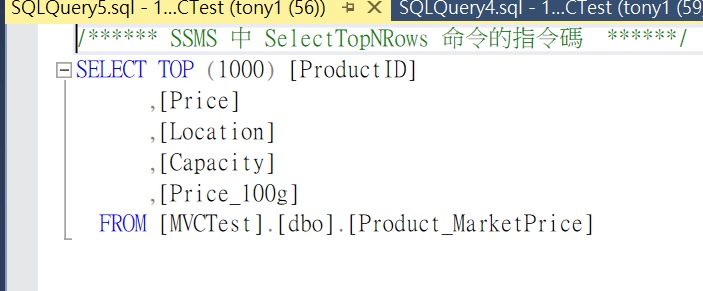 SQLQuery5.sql - 1...CTest (tony1 (56)) SQLQuery4.sql - 1...CTest (tony1 (59
/****** SSMS 中 SelectTopNRows 命令的指令碼  ******/
SELECT TOP (1000) [ProductID]
,[Price]
,[Location]
,[Capacity]
,[Price_100g]
FROM [MVCTest].[dbo].[Product_MarketPrice]